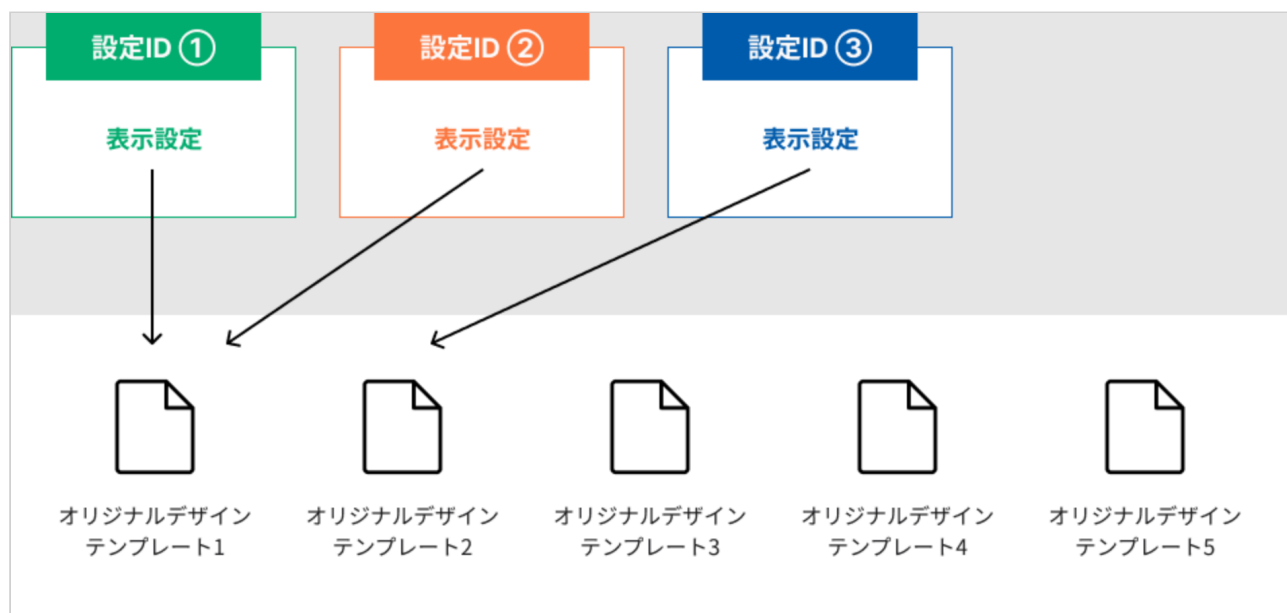 設定ID①
設定ID②
設定ID③
表示設定
表示設定
表示設定
オリジナルデザイン
テンプレート1
オリジナルデザイン
テンプレート2
オリジナルデザイン
テンプレート3
オリジナルデザイン
テンプレート4
オリジナルデザイン
テンプレート5